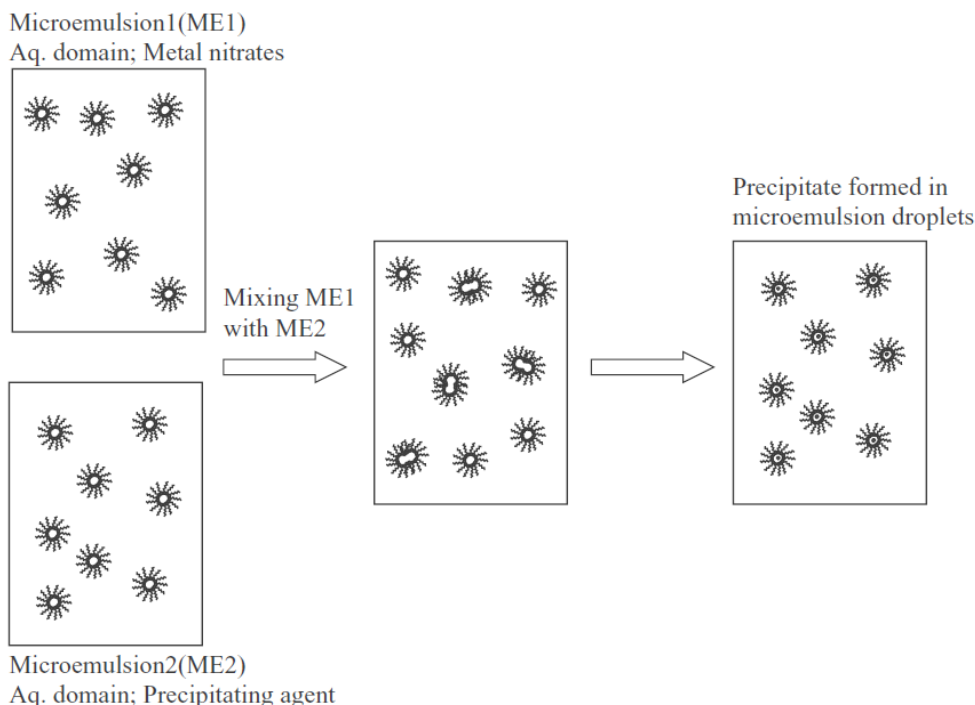 Microemulsion1(ME1)
Aq. domain; Metal nitrates
Mixing ME1
with ME2
Precipitate formed in
microemulsion droplets
Microemulsion2(ME2)
Aq. domain; Precipitating agent